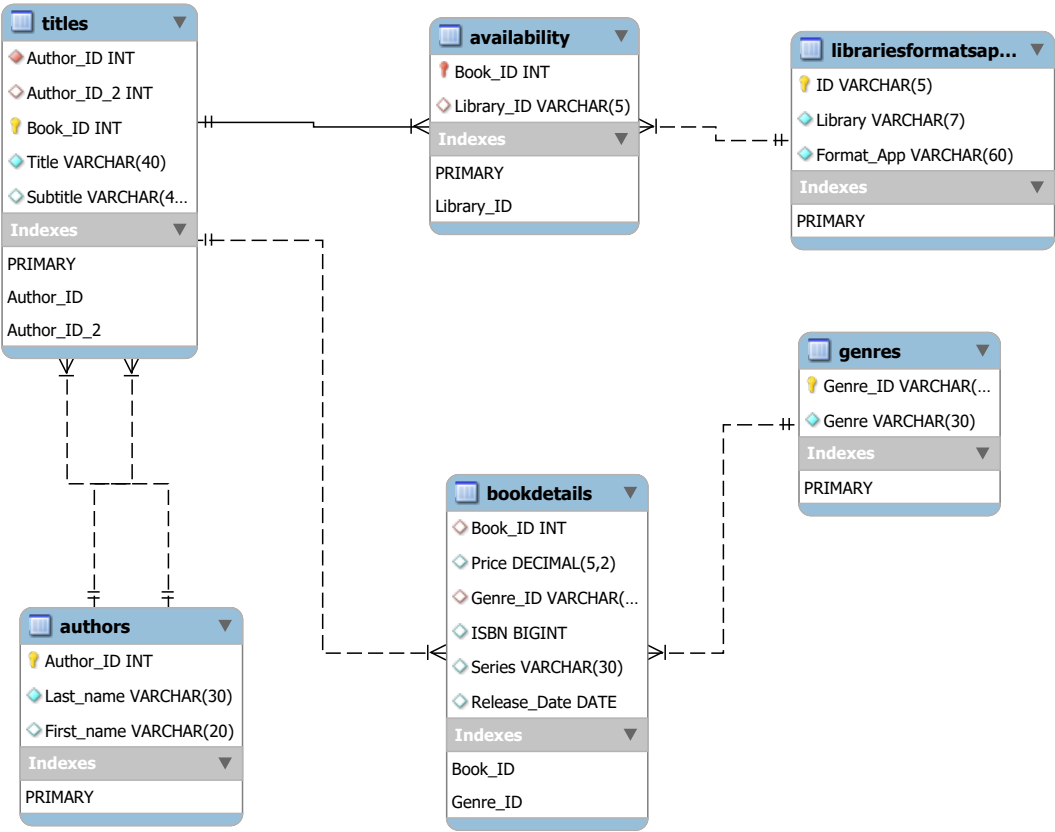 titles
Author_ID INT
Author_ID_2 INT
Book_ID INT
Title VARCHAR(40)
Subtitle VARCHAR(4...
Indexes
PRIMARY
Author_ID
Author_ID_2
availability
Book_ID INT
Library_ID VARCHAR(5)
Indexes
PRIMARY
Library_ID
librariesformatsap...
ID VARCHAR(5)
Library VARCHAR(7)
Format_App VARCHAR(60)
Indexes
PRIMARY
genres
Genre_ID VARCHAR(...
Genre VARCHAR(30)
Indexes
PRIMARY
bookdetails
Book_ID INT
Price DECIMAL(5,2)
Genre_ID VARCHAR(...
ISBN BIGINT
Series VARCHAR(30)
Release_Date DATE
Indexes
Book_ID
Genre_ID
authors
Author_ID INT
Last_name VARCHAR(30)
First_name VARCHAR(20)
Indexes
PRIMARY